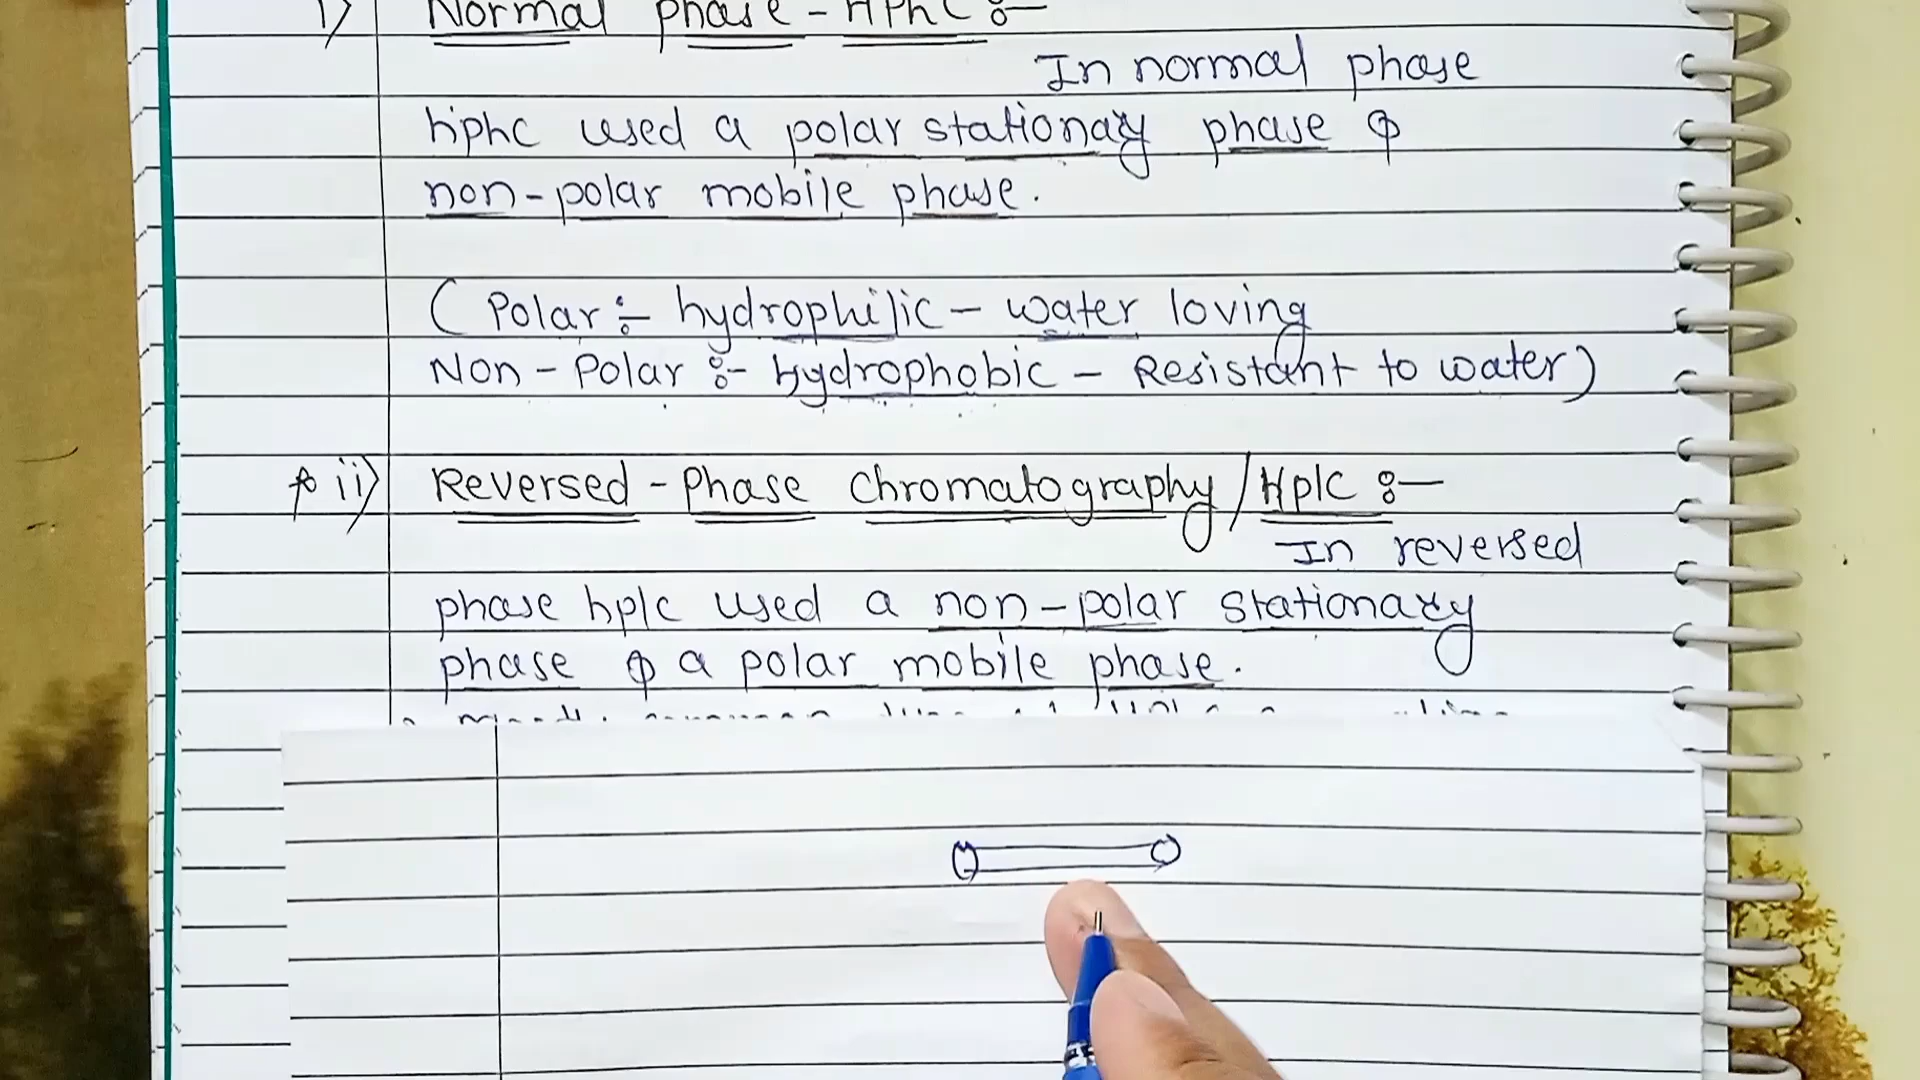 i) Normal phase - HPhC :-
In normal phase
hphc used a polar stationary phase &
non-polar mobile phase.
(Polar :- hydrophilic - water loving
Non-Polar :- hydrophobic - Resistant to water)
* ii) Reversed-Phase Chromatography/Hplc :-
In reversed
phase hplc used a non-polar stationary
phase & a polar mobile phase.